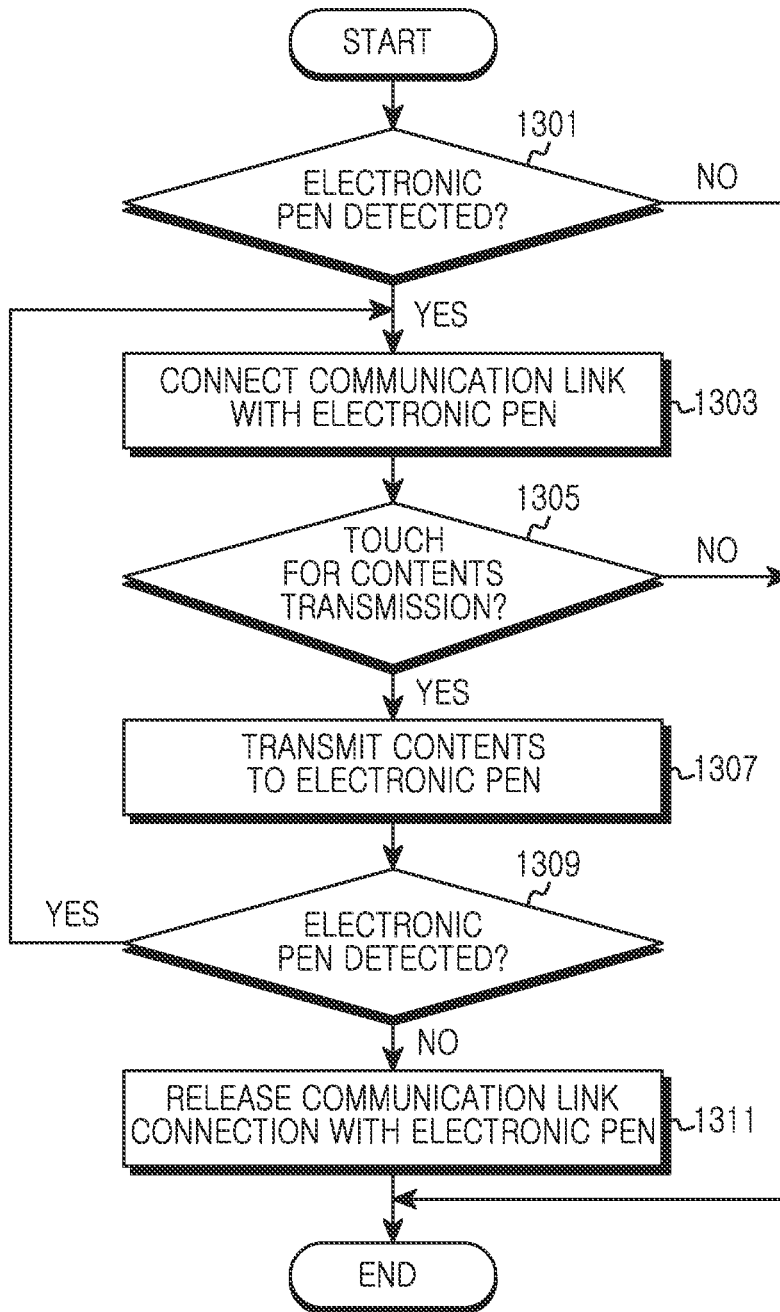 START
1301
ELECTRONIC
PEN DETECTED?
NO
YES
CONNECT COMMUNICATION LINK
WITH ELECTRONIC PEN
1303
1305
TOUCH
FOR CONTENTS
TRANSMISSION?
NO
YES
TRANSMIT CONTENTS
TO ELECTRONIC PEN
1307
1309
YES
ELECTRONIC
PEN DETECTED?
NO
RELEASE COMMUNICATION LINK
CONNECTION WITH ELECTRONIC PEN
1311
END